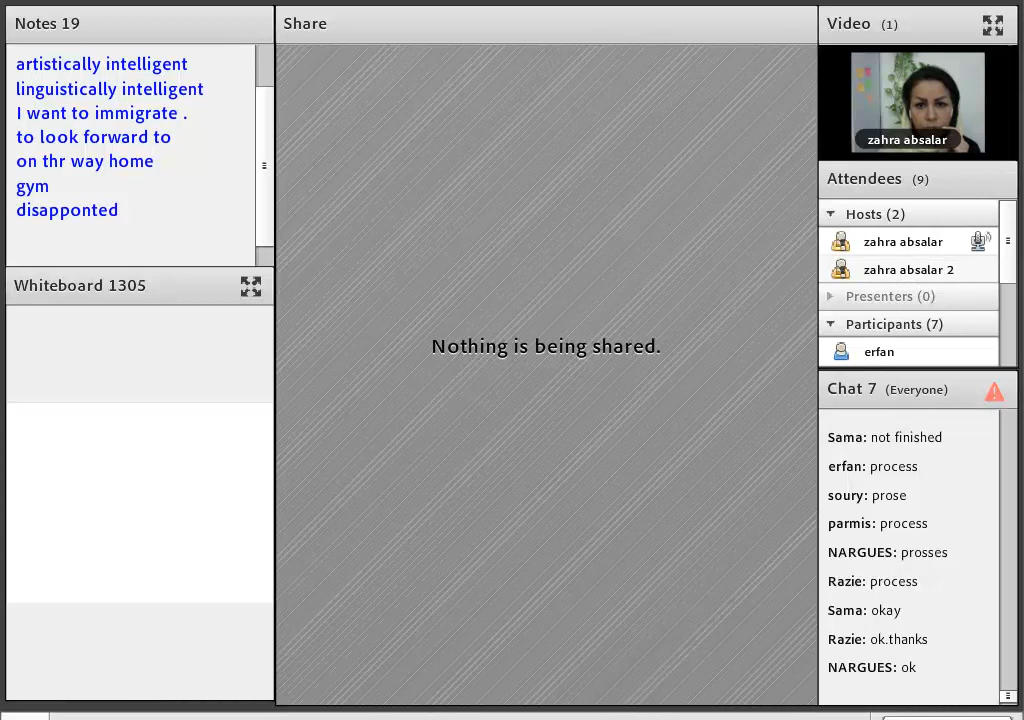 Notes 19
artistically intelligent
linguistically intelligent
I want to immigrate .
to look forward to
on thr way home
gym
disapponted
Whiteboard 1305
Share
Nothing is being shared.
Video (1)
zahra absalar
Attendees (9)
Hosts (2)
zahra absalar
zahra absalar 2
Presenters (0)
Participants (7)
erfan
Chat 7 (Everyone)
Sama: not finished
erfan: process
soury: prose
parmis: process
NARGUES: prosses
Razie: process
Sama: okay
Razie: ok.thanks
NARGUES: ok